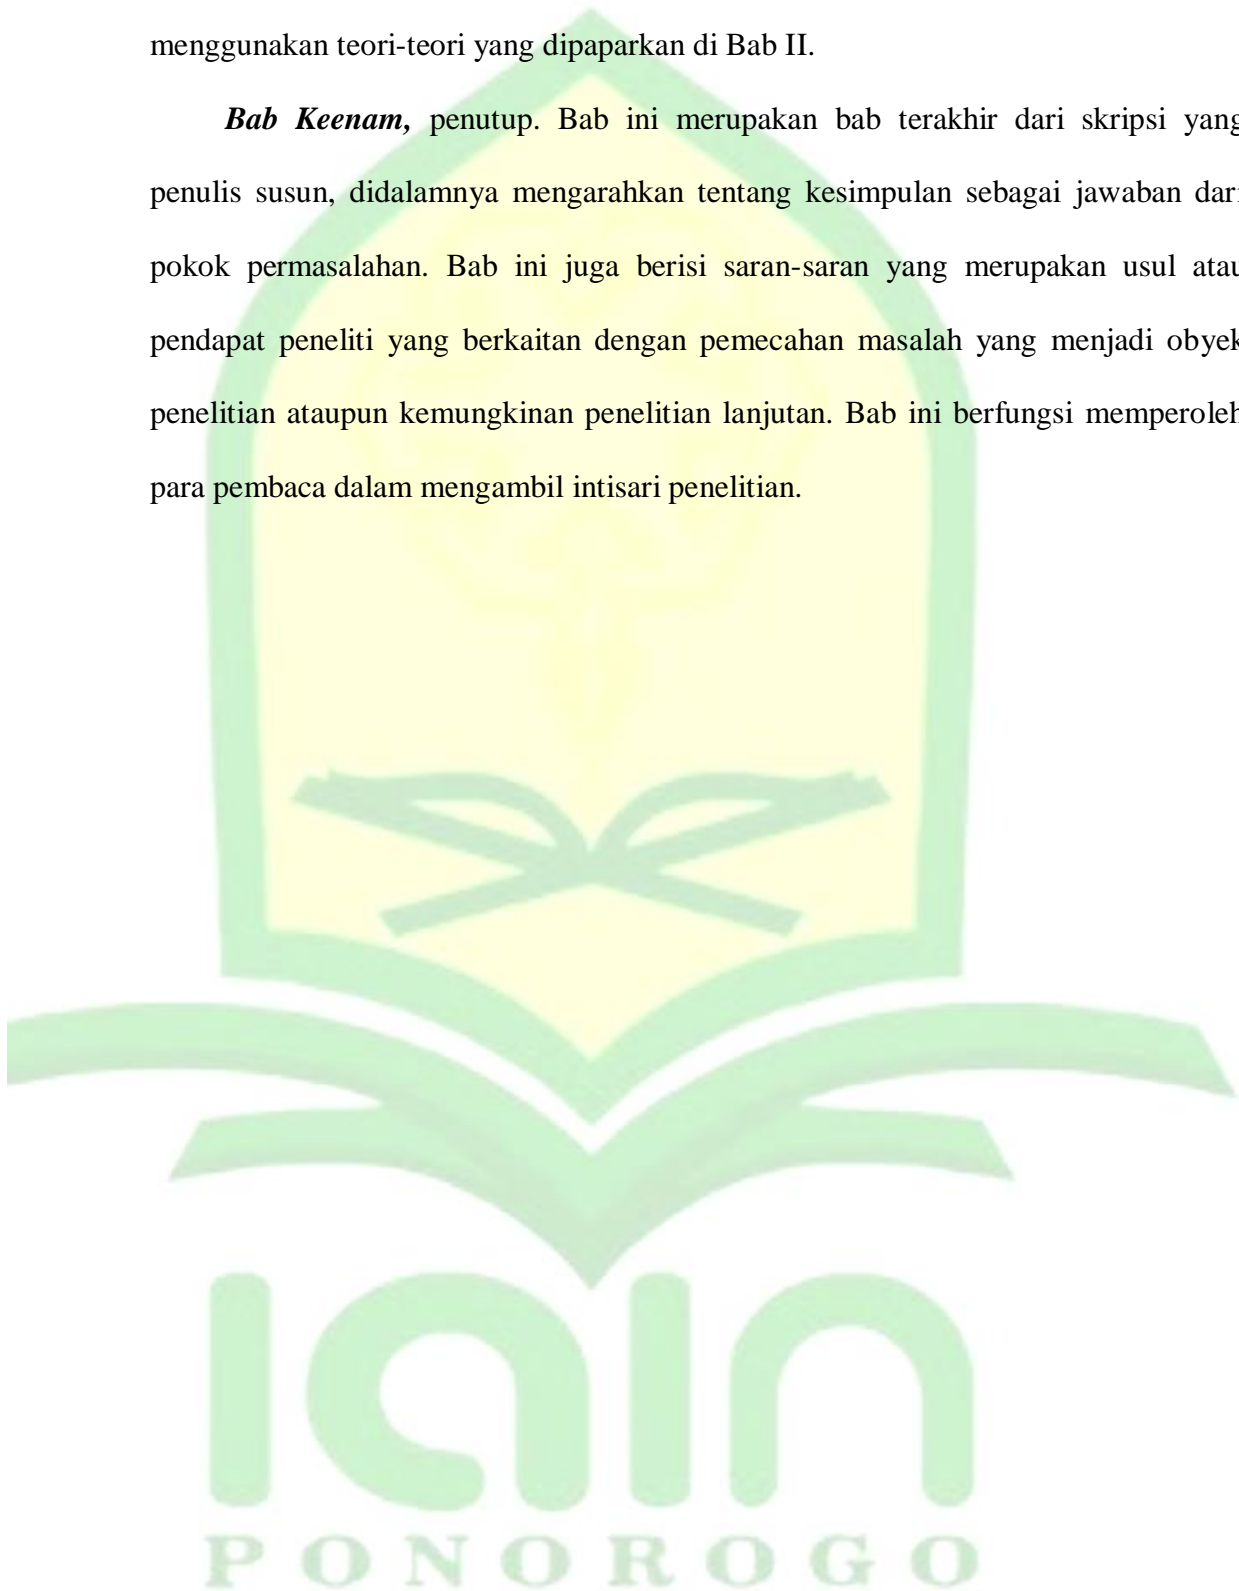 menggunakan teori-teori yang dipaparkan di Bab II.
Bab Keenam, penutup. Bab ini merupakan bab terakhir dari skripsi yang
penulis susun, didalamnya mengarahkan tentang kesimpulan sebagai jawaban dari
pokok permasalahan. Bab ini juga berisi saran-saran yang merupakan usul atau
pendapat peneliti yang berkaitan dengan pemecahan masalah yang menjadi obyek
penelitian ataupun kemungkinan penelitian lanjutan. Bab ini berfungsi memperoleh
para pembaca dalam mengambil intisari penelitian.
iain
PONOROGO